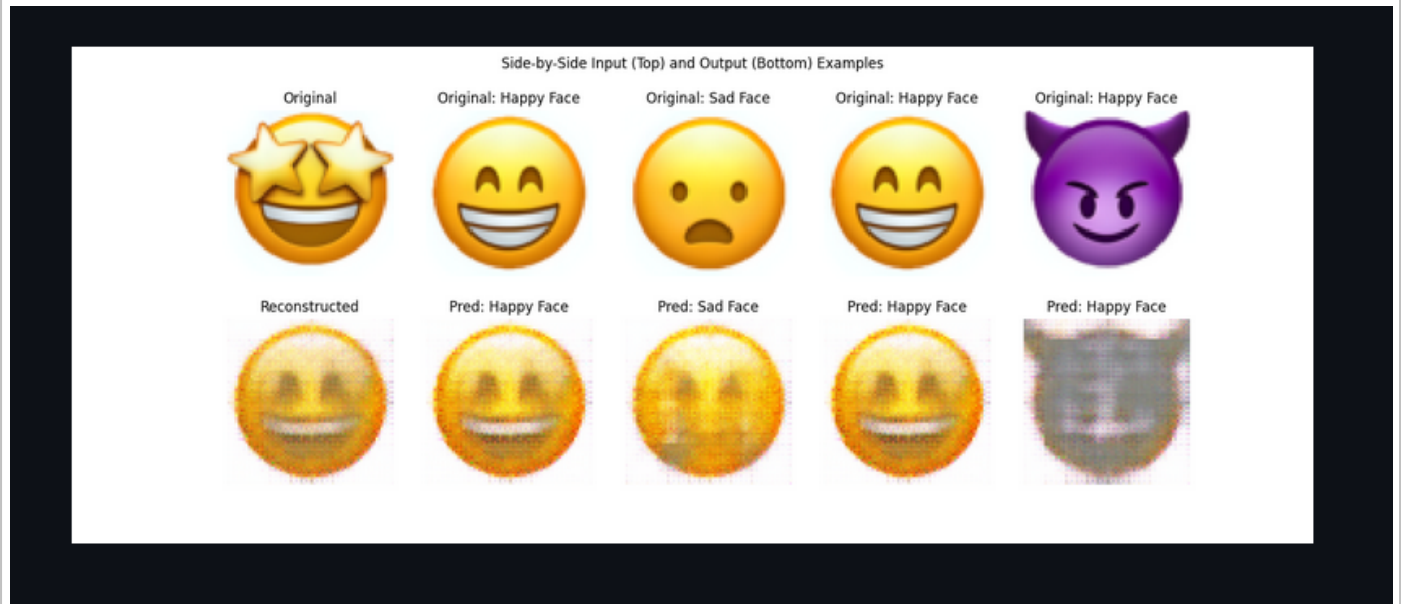 Side-by-Side Input (Top) and Output (Bottom) Examples
Original
Original: Happy Face
Original: Sad Face
Original: Happy Face
Original: Happy Face
Reconstructed
Pred: Happy Face
Pred: Sad Face
Pred: Happy Face
Pred: Happy Face